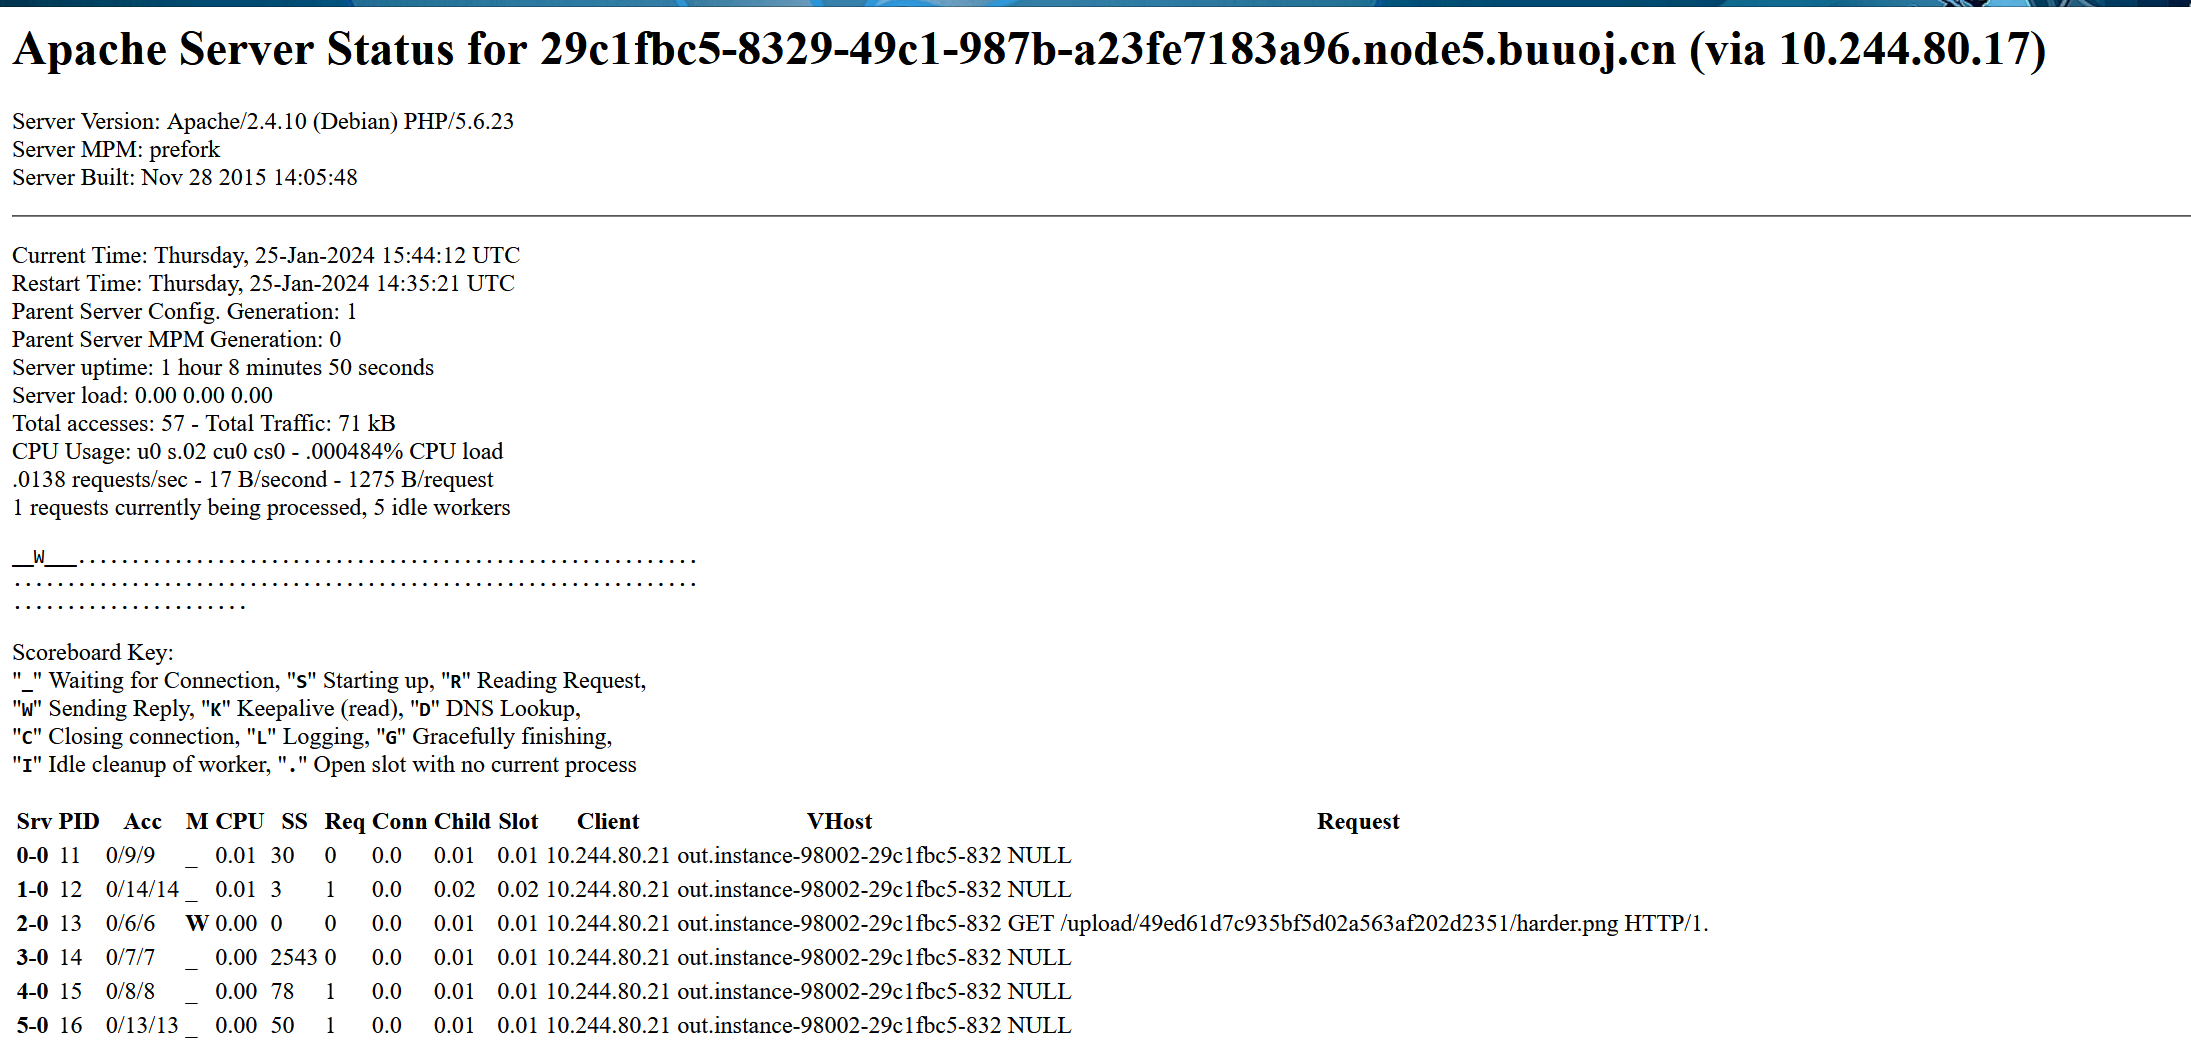 Apache Server Status for 29c1fbc5-8329-49c1-987b-a23fe7183a96.node5.buuoj.cn (via 10.244.80.17)
Server Version: Apache/2.4.10 (Debian) PHP/5.6.23
Server MPM: prefork
Server Built: Nov 28 2015 14:05:48
Current Time: Thursday, 25-Jan-2024 15:44:12 UTC
Restart Time: Thursday, 25-Jan-2024 14:35:21 UTC
Parent Server Config. Generation: 1
Parent Server MPM Generation: 0
Server uptime: 1 hour 8 minutes 50 seconds
Server load: 0.00 0.00 0.00
Total accesses: 57 - Total Traffic: 71 kB
CPU Usage: u0 s.02 cu0 cs0 - .000484% CPU load
.0138 requests/sec - 17 B/second - 1275 B/request
1 requests currently being processed, 5 idle workers
__W___..........................................................
................................................................
......................
Scoreboard Key:
"_" Waiting for Connection, "S" Starting up, "R" Reading Request,
"W" Sending Reply, "K" Keepalive (read), "D" DNS Lookup,
"C" Closing connection, "L" Logging, "G" Gracefully finishing,
"I" Idle cleanup of worker, "." Open slot with no current process
Srv PID Acc M CPU SS Req Conn Child Slot Client VHost Request
0-0 11 0/9/9 _ 0.01 30 0 0.0 0.01 0.01 10.244.80.21 out.instance-98002-29c1fbc5-832 NULL
1-0 12 0/14/14 _ 0.01 3 1 0.0 0.02 0.02 10.244.80.21 out.instance-98002-29c1fbc5-832 NULL
2-0 13 0/6/6 W 0.00 0 0 0.0 0.01 0.01 10.244.80.21 out.instance-98002-29c1fbc5-832 GET /upload/49ed61d7c935bf5d02a563af202d2351/harder.png HTTP/1.
3-0 14 0/7/7 _ 0.00 2543 0 0.0 0.01 0.01 10.244.80.21 out.instance-98002-29c1fbc5-832 NULL
4-0 15 0/8/8 _ 0.00 78 1 0.0 0.01 0.01 10.244.80.21 out.instance-98002-29c1fbc5-832 NULL
5-0 16 0/13/13 _ 0.00 50 1 0.0 0.01 0.01 10.244.80.21 out.instance-98002-29c1fbc5-832 NULL